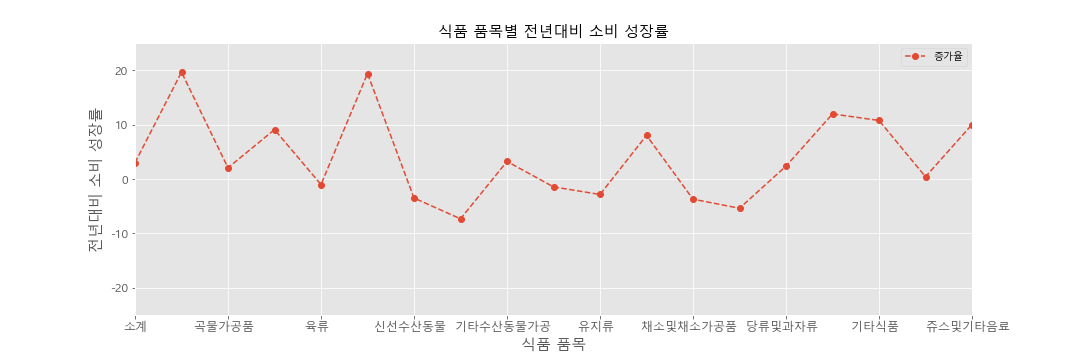 식품 품목별 전년대비 소비 성장률
증가율
전년대비 소비 성장률
20
10
0
-10
-20
소계 곡물가공품 육류 신선수산동물 기타수산동물가공 유지류 채소및채소가공품 당류및과자류 기타식품 쥬스및기타음료
식품 품목